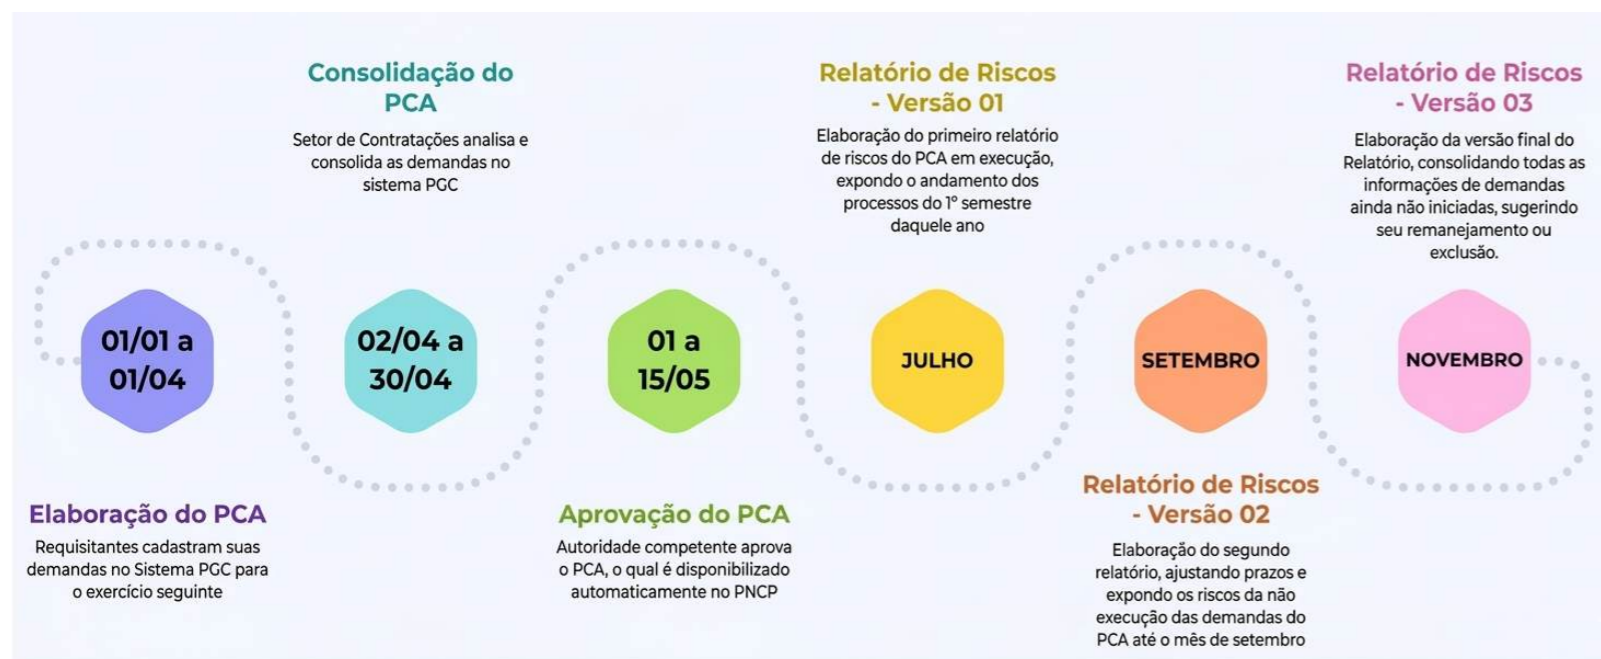 01/01 a
01/04
Elaboração do PCA
Requisitantes cadastram suas
demandas no Sistema PGC para
o exercício seguinte
Consolidação do
PCA
Setor de Contratações analisa e
consolida as demandas no
sistema PGC
02/04 a
30/04
01 a
15/05
Aprovação do PCA
Autoridade competente aprova
o PCA, o qual é disponibilizado
automaticamente no PNCP
Relatório de Riscos
- Versão 01
Elaboração do primeiro relatório
de riscos do PCA em execução,
expondo o andamento dos
processos do 1º semestre
daquele ano
JULHO
SETEMBRO
Relatório de Riscos
- Versão 02
Elaboração do segundo
relatório, ajustando prazos e
expondo os riscos da não
execução das demandas do
PCA até o mês de setembro
Relatório de Riscos
- Versão 03
Elaboração da versão final do
Relatório, consolidando todas as
informações de demandas
ainda não iniciadas, sugerindo
seu remanejamento ou
exclusão.
NOVEMBRO